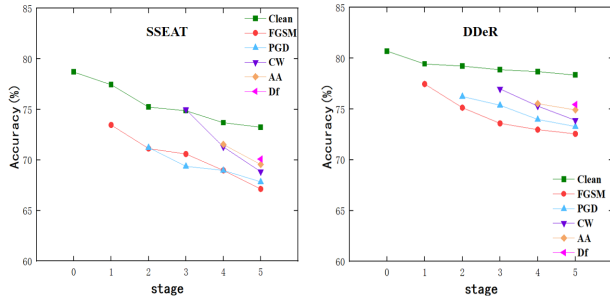 85
80
75
70
65
60
Accuracy(%)
SSEAT
Clean
FGSM
PGD
CW
AA
Df
0 1 2 3 4 5
stage
85
80
75
70
65
60
Accuracy(%)
DDeR
Clean
FGSM
PGD
CW
AA
Df
0 1 2 3 4 5
stage